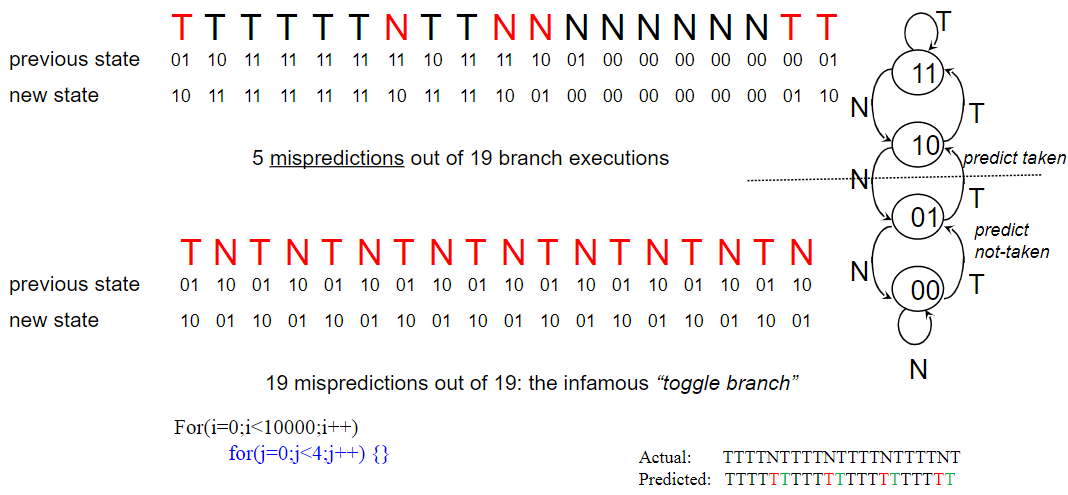 T T T T T T N T T N N N N N N N N T T
previous state 01 10 11 11 11 11 11 10 11 11 10 01 00 00 00 00 00 00 01
new state 10 11 11 11 11 11 10 11 11 10 01 00 00 00 00 00 00 01 10
5 mispredictions out of 19 branch executions
T N T N T N T N T N T N T N T N T N
previous state 01 10 01 10 01 10 01 10 01 10 01 10 01 10 01 10 01 10
new state 10 01 10 01 10 01 10 01 10 01 10 01 10 01 10 01 10 01
19 mispredictions out of 19: the infamous “toggle branch”
For(i=0;i<10000;i++)
for(j=0;j<4;j++) {}
T
11
N
T
10
predict taken
N
T
01
predict
not-taken
N
T
00
N
Actual: TTTTNTTTTNTTTTNTTTTNT
Predicted: TTTTTTTTTTTTTTTTTTTTT